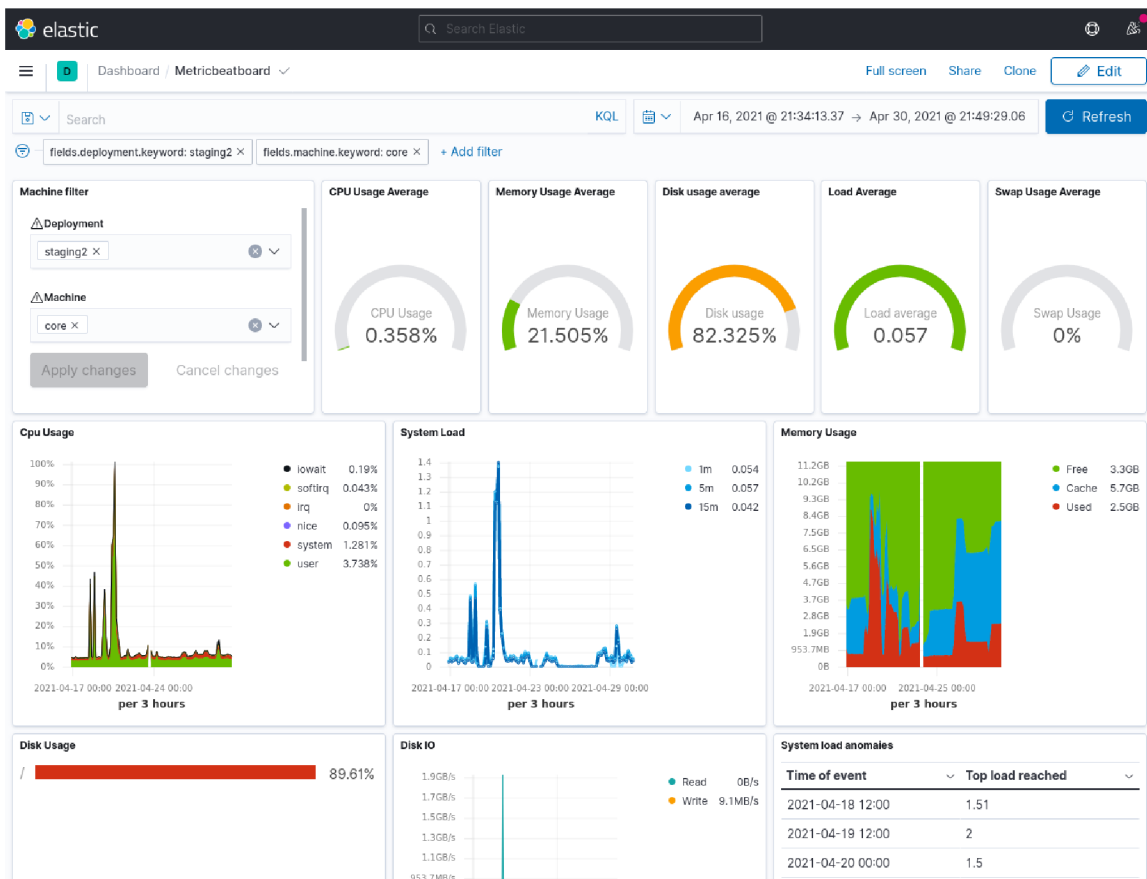 elastic
Search Elastic
D Dashboard / Metricbeatboard
Full screen Share Clone Edit
Search KQL
Apr 16, 2021 @ 21:34:13.37 → Apr 30, 2021 @ 21:49:29.06
Refresh
fields.deployment.keyword: staging2 × fields.machine.keyword: core × + Add filter
Machine filter
Deployment
staging2 ×
Machine
core ×
Apply changes Cancel changes
CPU Usage Average
CPU Usage
0.358%
Memory Usage Average
Memory Usage
21.505%
Disk usage average
Disk usage
82.325%
Load Average
Load average
0.057
Swap Usage Average
Swap Usage
0%
Cpu Usage
100%
90%
80%
70%
60%
50%
40%
30%
20%
10%
0%
2021-04-17 00:00 2021-04-24 00:00
per 3 hours
iowait 0.19%
softirq 0.043%
irq 0%
nice 0.095%
system 1.281%
user 3.738%
System Load
1.4
1.3
1.2
1.1
1
0.9
0.8
0.7
0.6
0.5
0.4
0.3
0.2
0.1
0
2021-04-17 00:00 2021-04-23 00:00 2021-04-29 00:00
per 3 hours
1m 0.054
5m 0.057
15m 0.042
Memory Usage
11.2GB
10.2GB
9.3GB
8.4GB
7.5GB
6.5GB
5.6GB
4.7GB
3.7GB
2.8GB
1.9GB
953.7MB
0B
2021-04-17 00:00 2021-04-25 00:00
per 3 hours
Free 3.3GB
Cache 5.7GB
Used 2.5GB
Disk Usage
/ 89.61%
Disk IO
1.9GB/s
1.7GB/s
1.5GB/s
1.3GB/s
1.1GB/s
953.7MB/s
Read 0B/s
Write 9.1MB/s
System load anomaies
Time of event Top load reached
2021-04-18 12:00 1.51
2021-04-19 12:00 2
2021-04-20 00:00 1.5